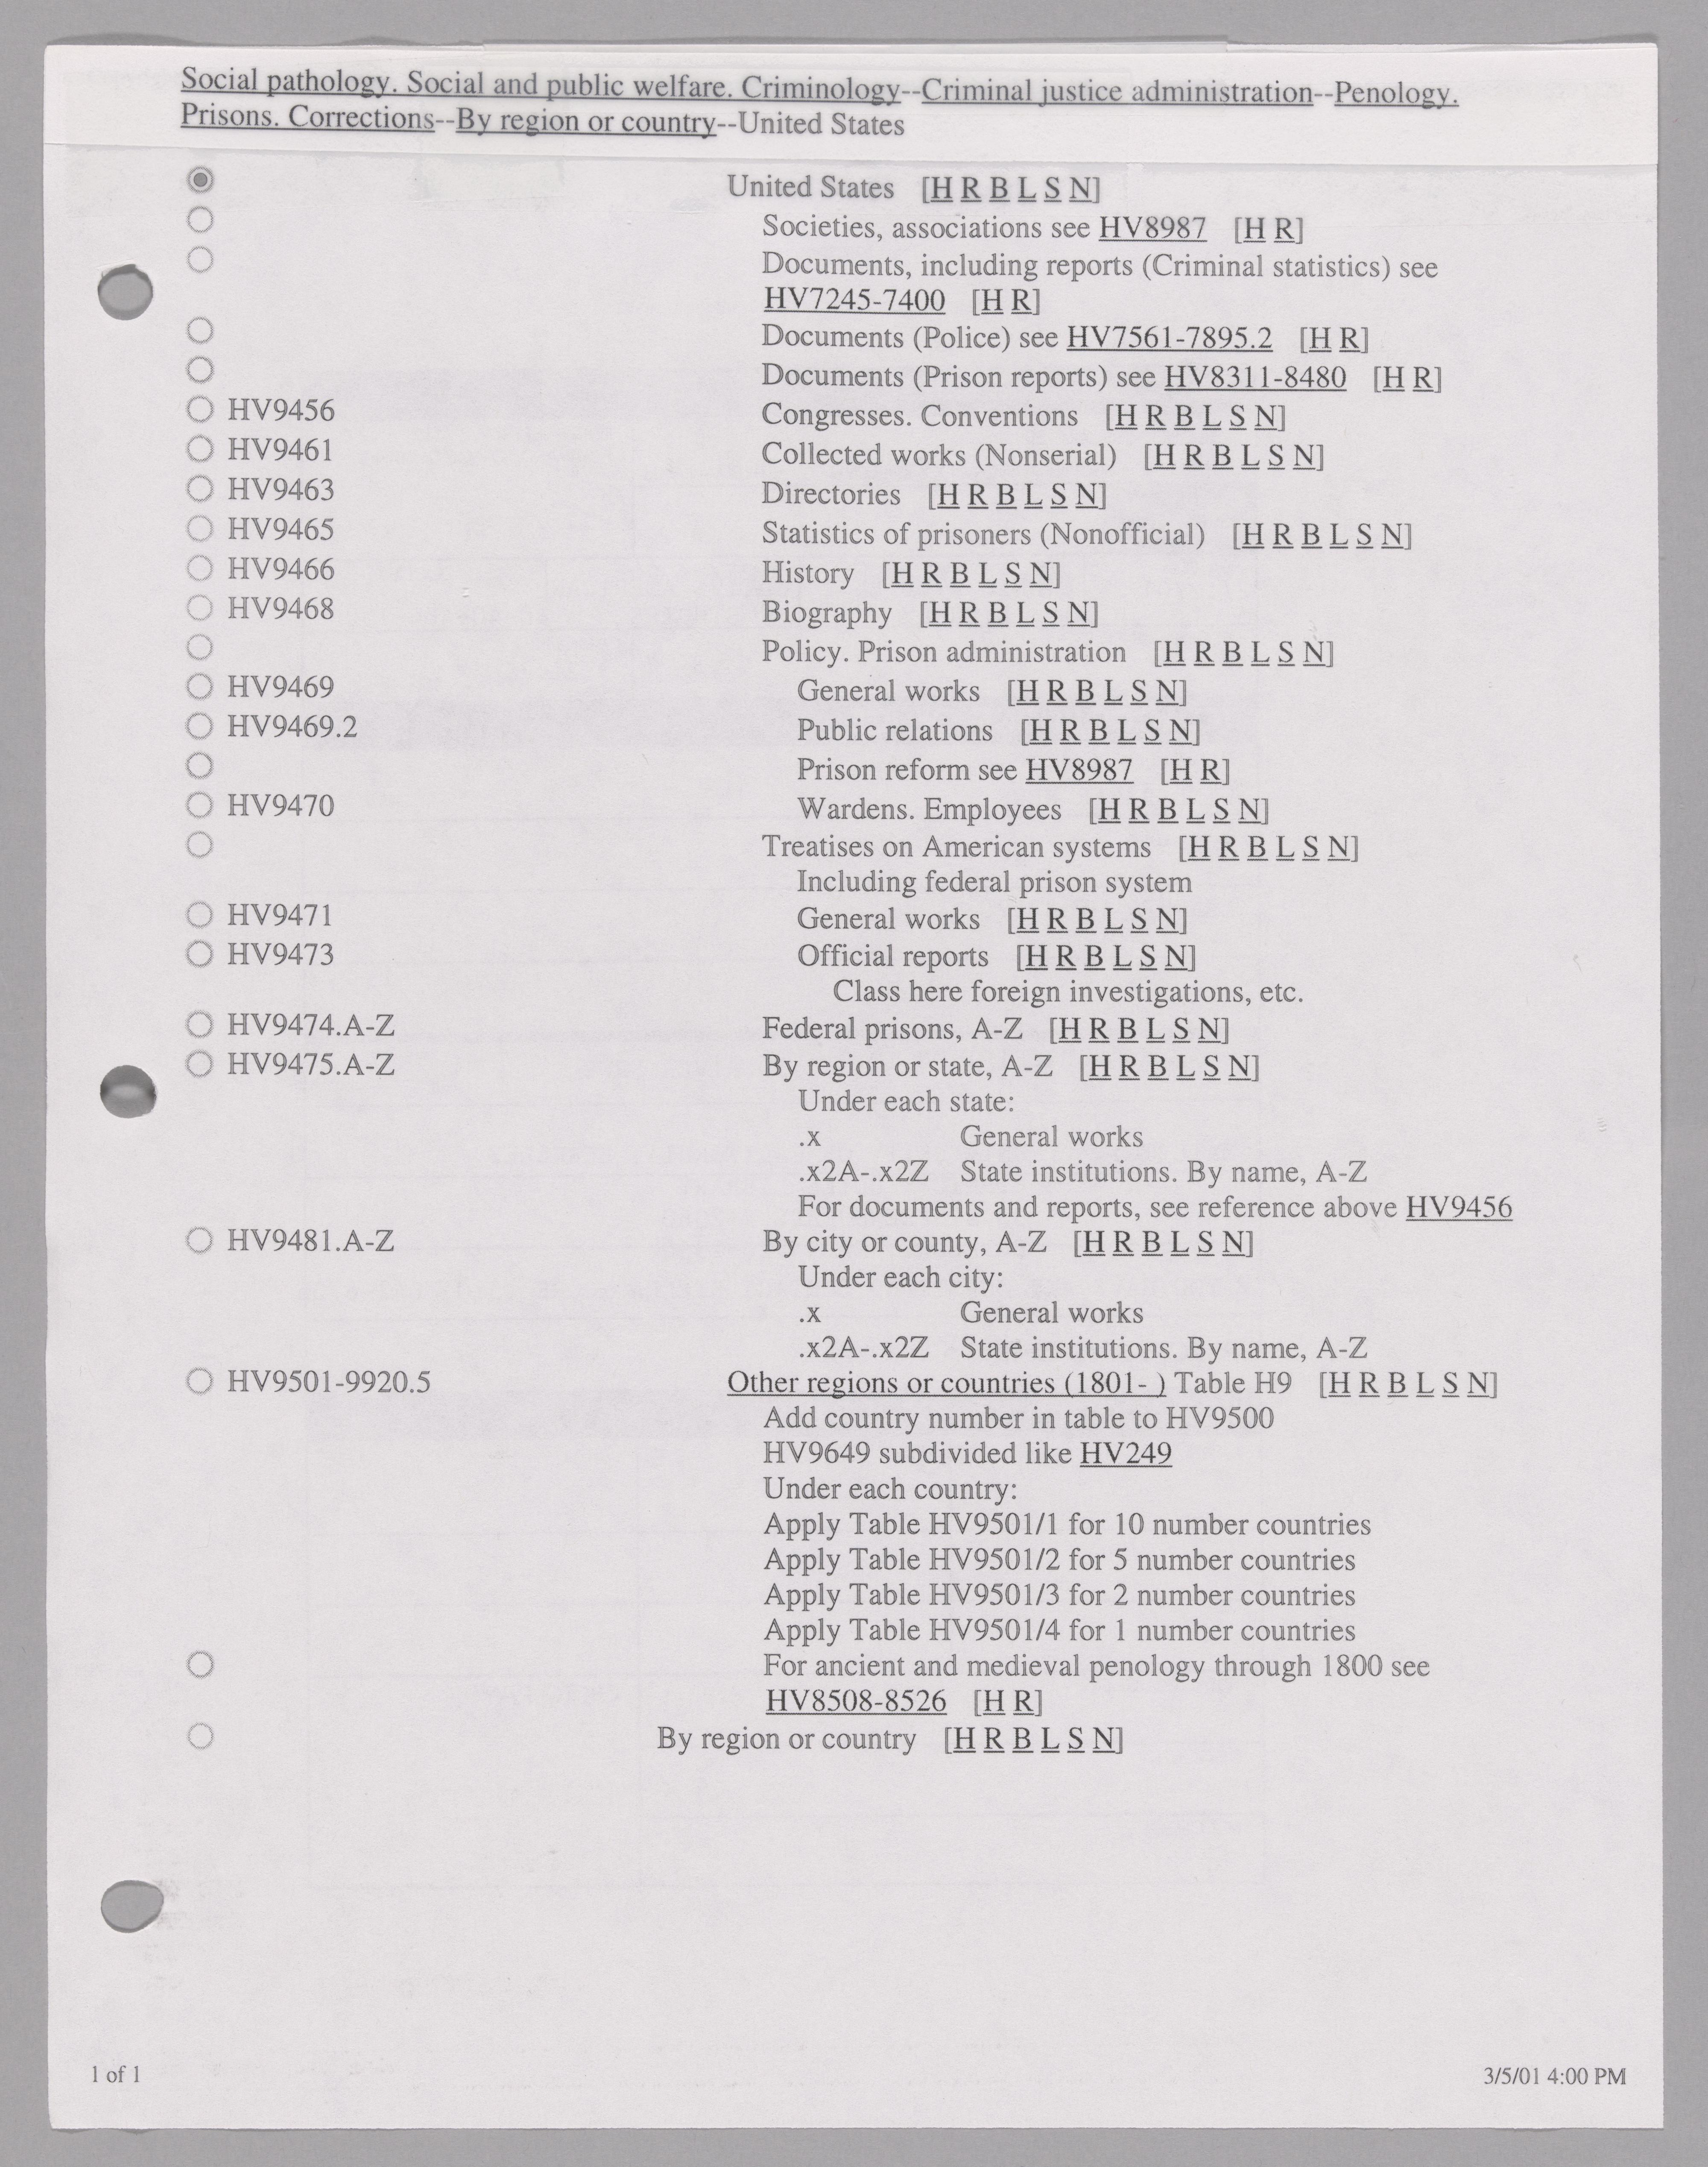 Social pathology. Social and public welfare. Criminology--Criminal justice administration--Penology.
Prisons. Corrections--By region or country--United States
United States [H R B L S N]
Societies, associations see HV8987 [H R]
Documents, including reports (Criminal statistics) see
HV7245-7400 [H R]
Documents (Police) see HV7561-7895.2 [H R]
Documents (Prison reports) see HV8311-8480 [H R]
HV9456 Congresses. Conventions [H R B L S N]
HV9461 Collected works (Nonserial) [H R B L S N]
HV9463 Directories [H R B L S N]
HV9465 Statistics of prisoners (Nonofficial) [H R B L S N]
HV9466 History [H R B L S N]
HV9468 Biography [H R B L S N]
Policy. Prison administration [H R B L S N]
HV9469 General works [H R B L S N]
HV9469.2 Public relations [H R B L S N]
Prison reform see HV8987 [H R]
HV9470 Wardens. Employees [H R B L S N]
Treatises on American systems [H R B L S N]
Including federal prison system
HV9471 General works [H R B L S N]
HV9473 Official reports [H R B L S N]
Class here foreign investigations, etc.
HV9474.A-Z Federal prisons, A-Z [H R B L S N]
HV9475.A-Z By region or state, A-Z [H R B L S N]
Under each state:
.x General works
.x2A-.x2Z State institutions. By name, A-Z
For documents and reports, see reference above HV9456
HV9481.A-Z By city or county, A-Z [H R B L S N]
Under each city:
.x General works
.x2A-.x2Z State institutions. By name, A-Z
HV9501-9920.5 Other regions or countries (1801- ) Table H9 [H R B L S N]
Add country number in table to HV9500
HV9649 subdivided like HV249
Under each country:
Apply Table HV9501/1 for 10 number countries
Apply Table HV9501/2 for 5 number countries
Apply Table HV9501/3 for 2 number countries
Apply Table HV9501/4 for 1 number countries
For ancient and medieval penology through 1800 see
HV8508-8526 [H R]
By region or country [H R B L S N]
1 of 1
3/5/01 4:00 PM